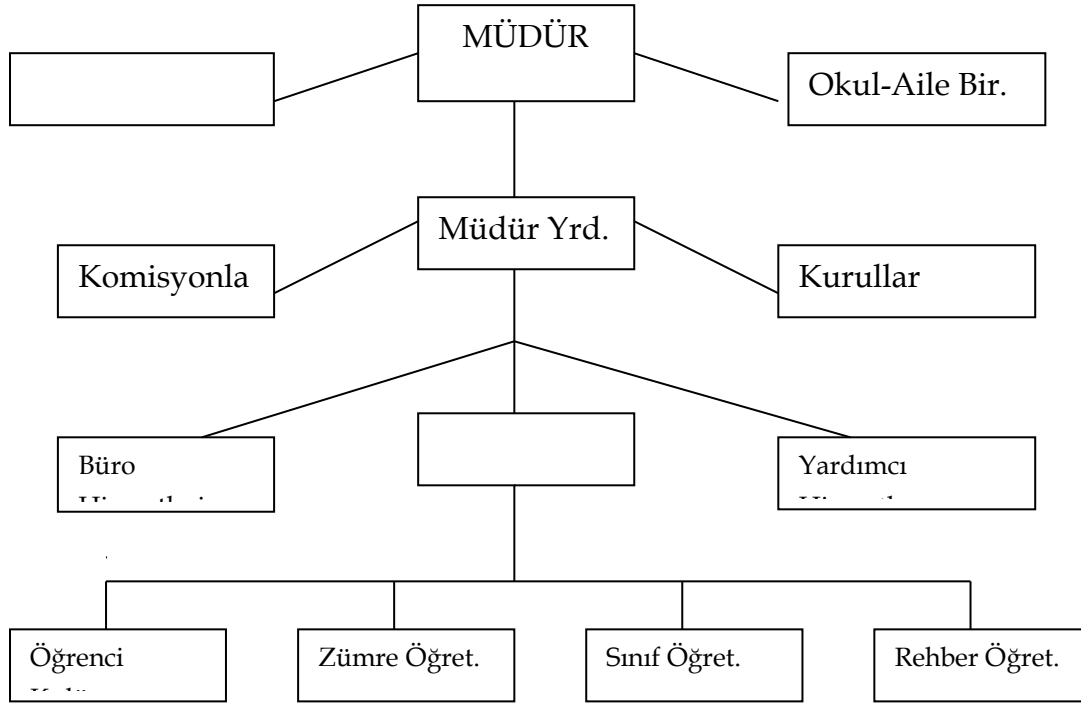 MÜDÜR
Okul-Aile Bir.
Müdür Yrd.
Komisyonla
Kurullar
Büro
Yardımcı
Öğrenci
Zümre Öğret.
Sınıf Öğret.
Rehber Öğret.